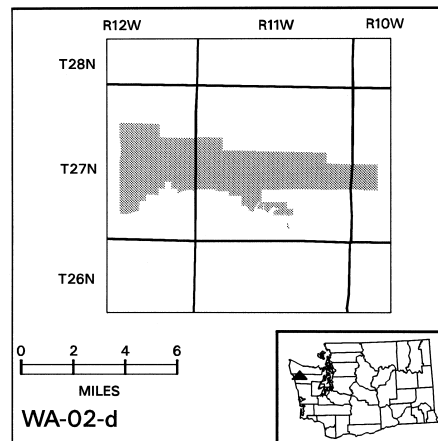 R12W R11W R10W
T28N
T27N
T26N
0 2 4 6
MILES
WA-02-d